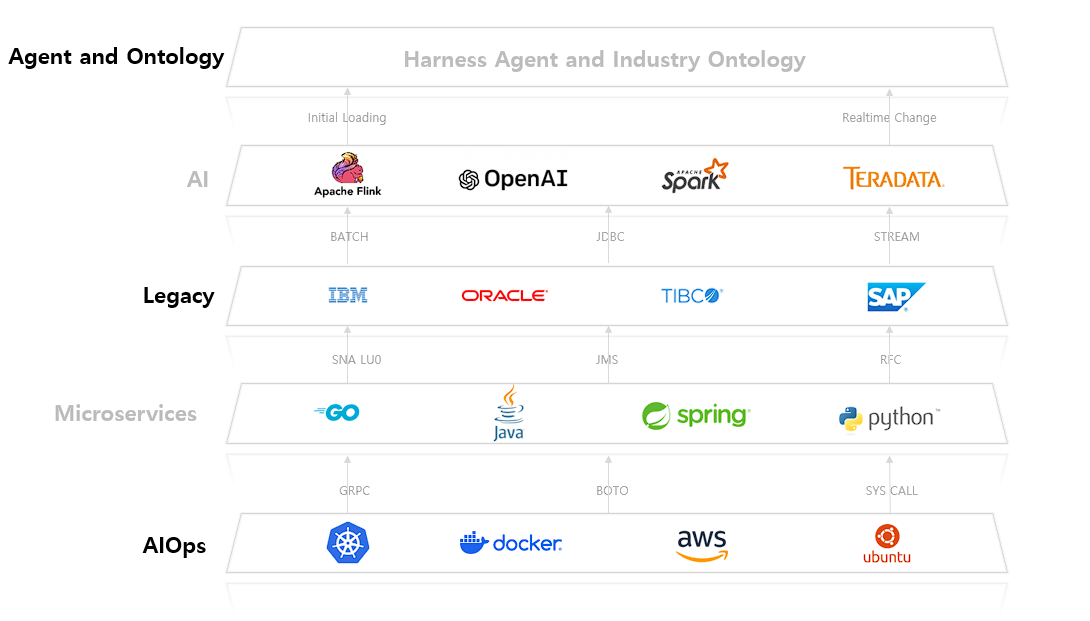 Agent and Ontology
Harness Agent and Industry Ontology
Initial Loading
Realtime Change
AI
Apache Flink
OpenAI
APACHE
Spark
TERADATA.
BATCH
JDBC
STREAM
Legacy
IBM
ORACLE
TIBCO
SAP
SNA LU0
JMS
RFC
Microservices
GO
Java
spring
python™
GRPC
BOTO
SYS CALL
AIOps
docker
aws
ubuntu